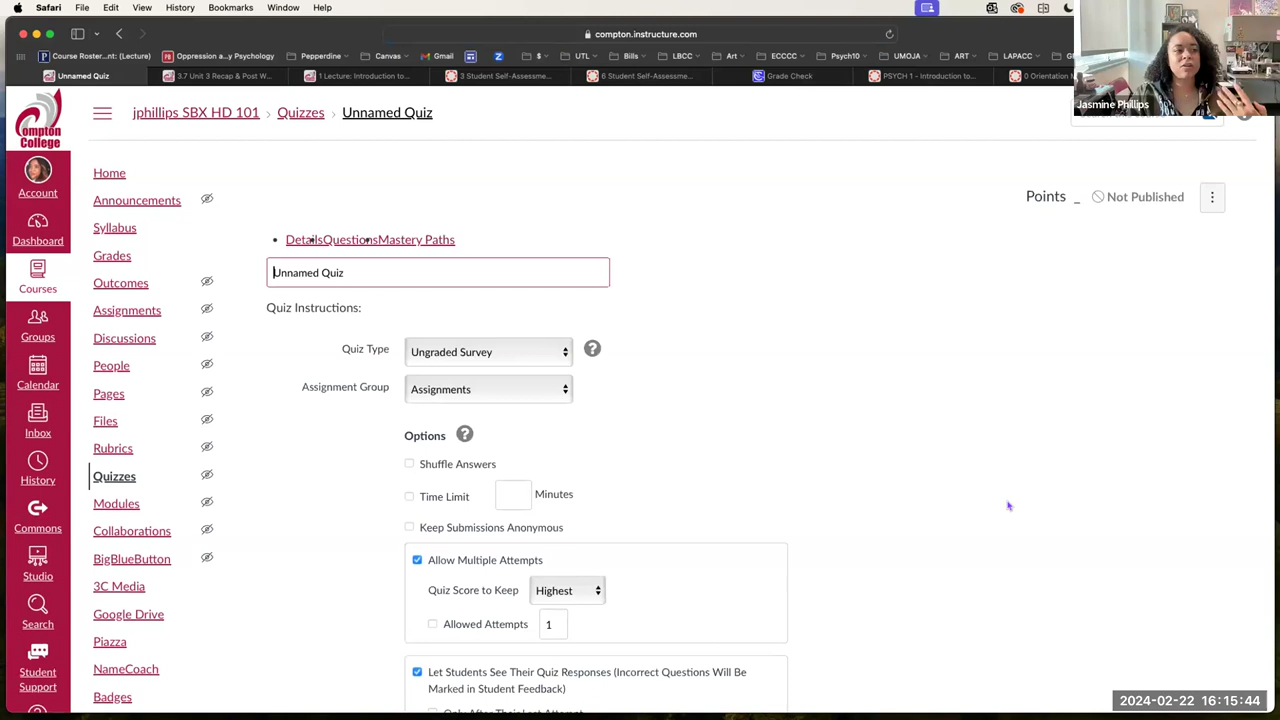 Safari File Edit View History Bookmarks Window Help
compton.instructure.com
Course Roster...nt: (Lecture) Oppression a...y Psychology Pepperdine Canvas Gmail $ UTL Bills LBCC Art ECCCC Psych10 UMOJA ART LAPACC
Unnamed Quiz 3.7 Unit 3 Recap & Post W... 1 Lecture: Introduction to... 3 Student Self-Assessme... 6 Student Self-Assessme... Grade Check PSYCH 1 - Introduction to... 0 Orientation M
Jasmine Phillips
Compton
College
jphillips SBX HD 101 › Quizzes › Unnamed Quiz
Account
Dashboard
Courses
Groups
Calendar
Inbox
History
Commons
Studio
Search
Student
Support
Home
Announcements
Syllabus
Grades
Outcomes
Assignments
Discussions
People
Pages
Files
Rubrics
Quizzes
Modules
Collaborations
BigBlueButton
3C Media
Google Drive
Piazza
NameCoach
Badges
Points _ Not Published
DetailsQuestionsMastery Paths
Unnamed Quiz
Quiz Instructions:
Quiz Type Ungraded Survey
Assignment Group Assignments
Options
Shuffle Answers
Time Limit Minutes
Keep Submissions Anonymous
Allow Multiple Attempts
Quiz Score to Keep Highest
Allowed Attempts 1
Let Students See Their Quiz Responses (Incorrect Questions Will Be
Marked in Student Feedback)
Only After Their Last Attempt
2024-02-22 16:15:44